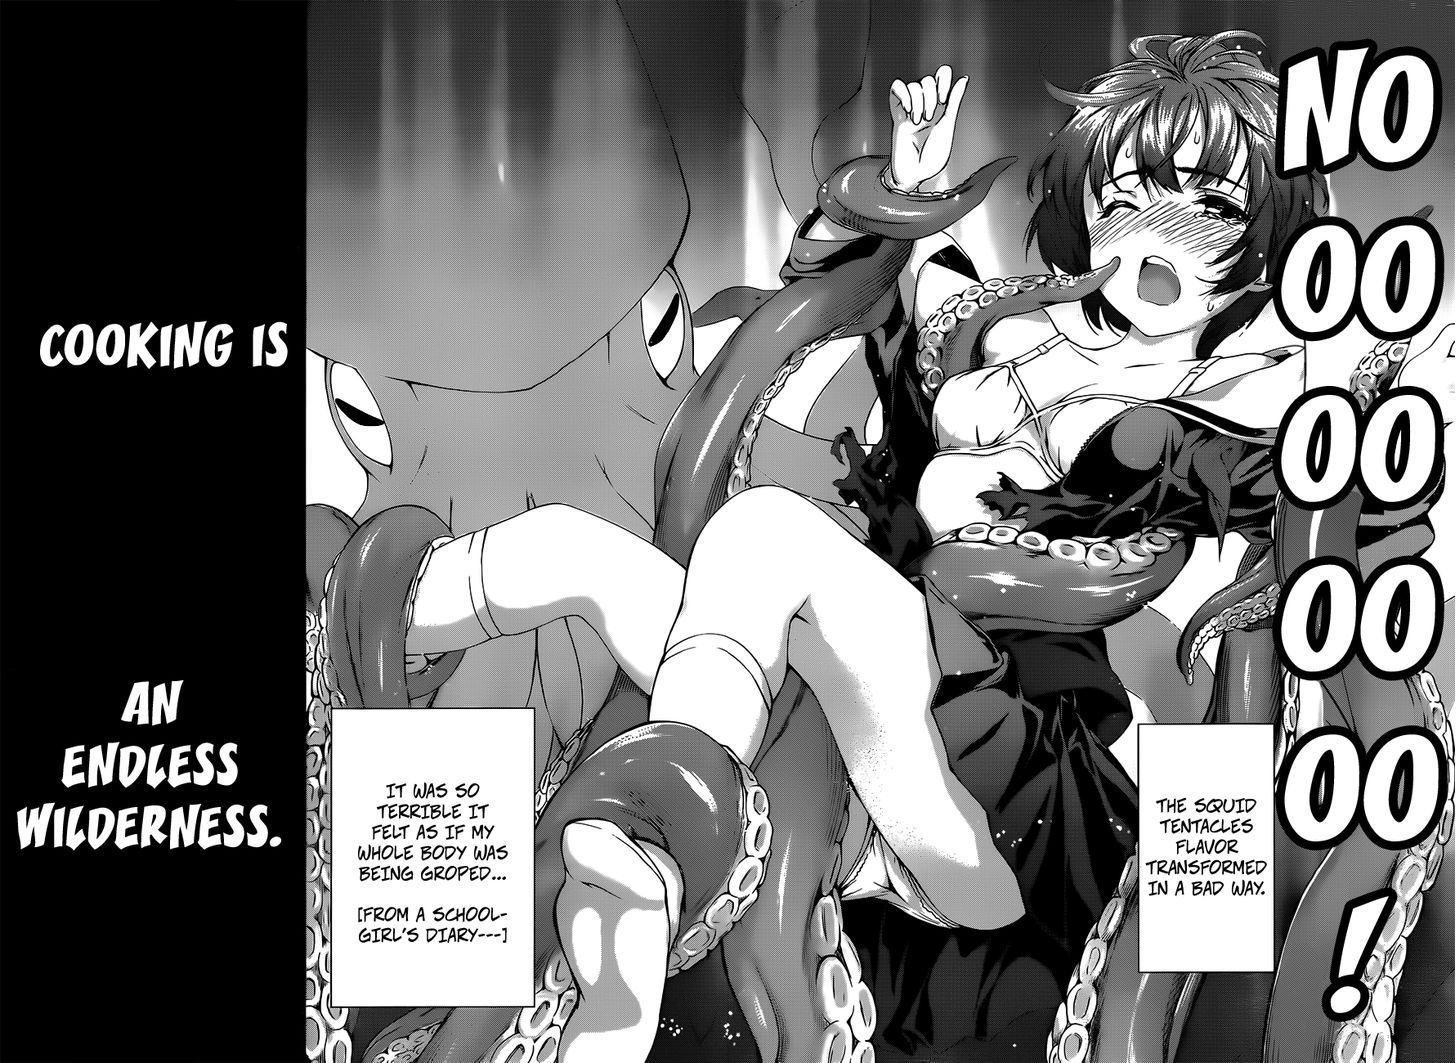 NO
OO
OO
OO
OO
!
THE SQUID
TENTACLES
FLAVOR
TRANSFORMED
IN A BAD WAY.
IT WAS SO
TERRIBLE IT
FELT AS IF MY
WHOLE BODY WAS
BEING GROPED...
[FROM A SCHOOL-
GIRL'S DIARY---]
COOKING IS
AN
ENDLESS
WILDERNESS.